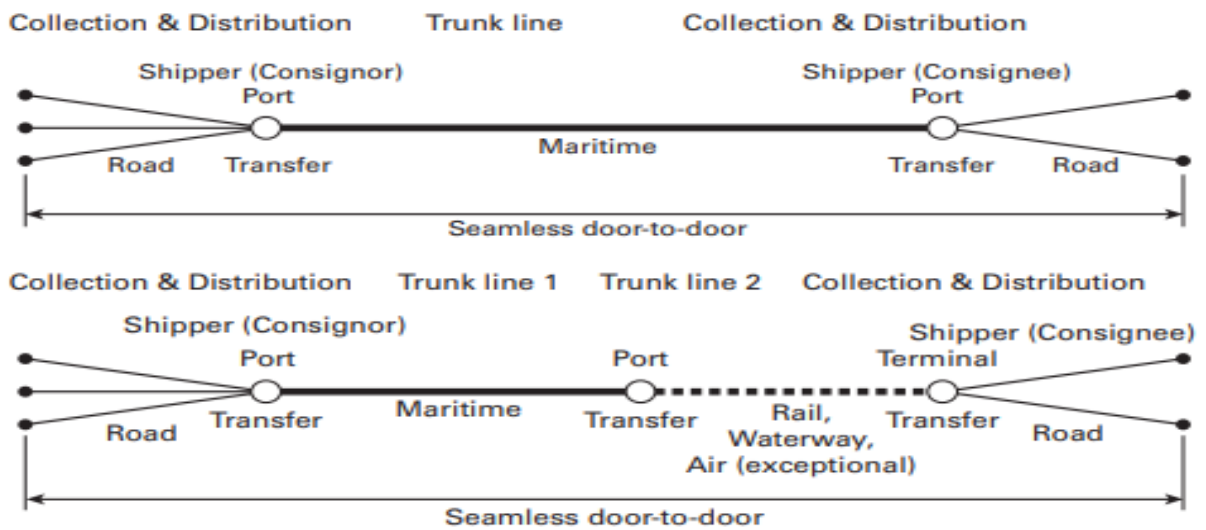 Collection & Distribution Trunk line Collection & Distribution
Shipper (Consignor) Shipper (Consignee)
Port Port
Maritime
Road Transfer Transfer Road
Seamless door-to-door
Collection & Distribution Trunk line 1 Trunk line 2 Collection & Distribution
Shipper (Consignor) Shipper (Consignee)
Port Port Terminal
Maritime Rail,
Road Transfer Transfer Waterway, Transfer Road
Air (exceptional)
Seamless door-to-door